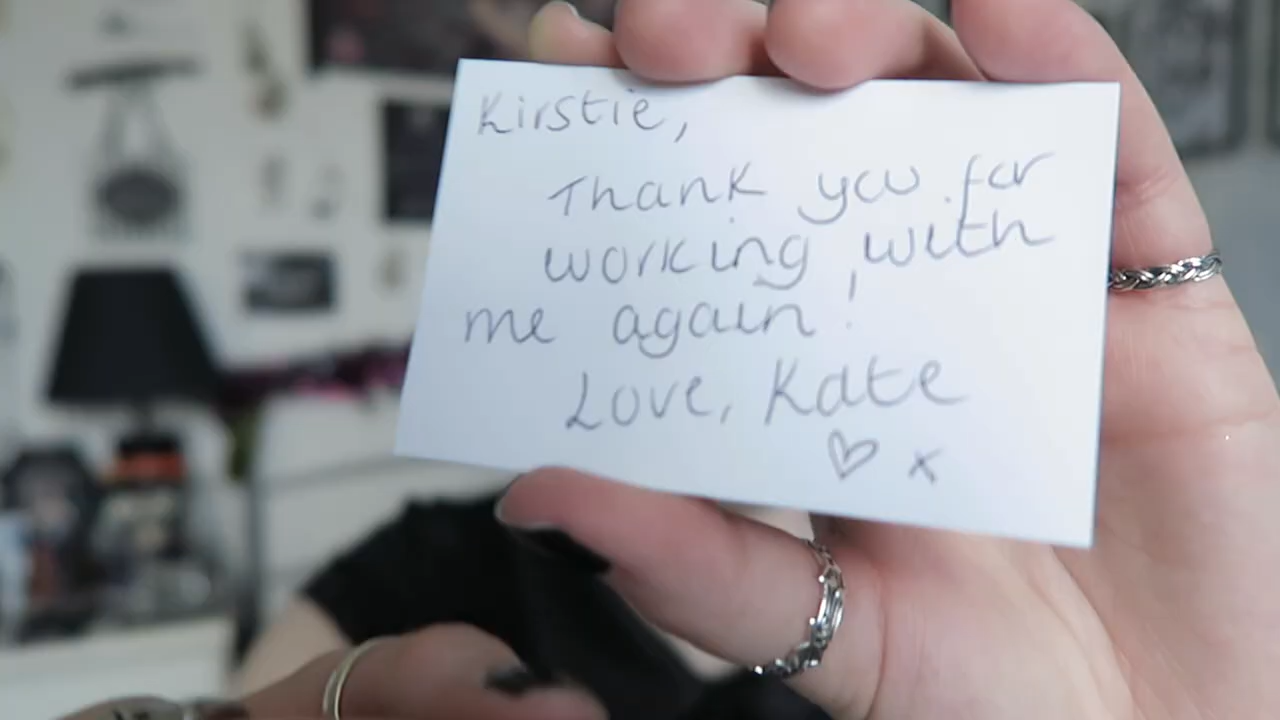 Kirstie,
Thank you for
working with
me again!
Love, Kate
♡ x